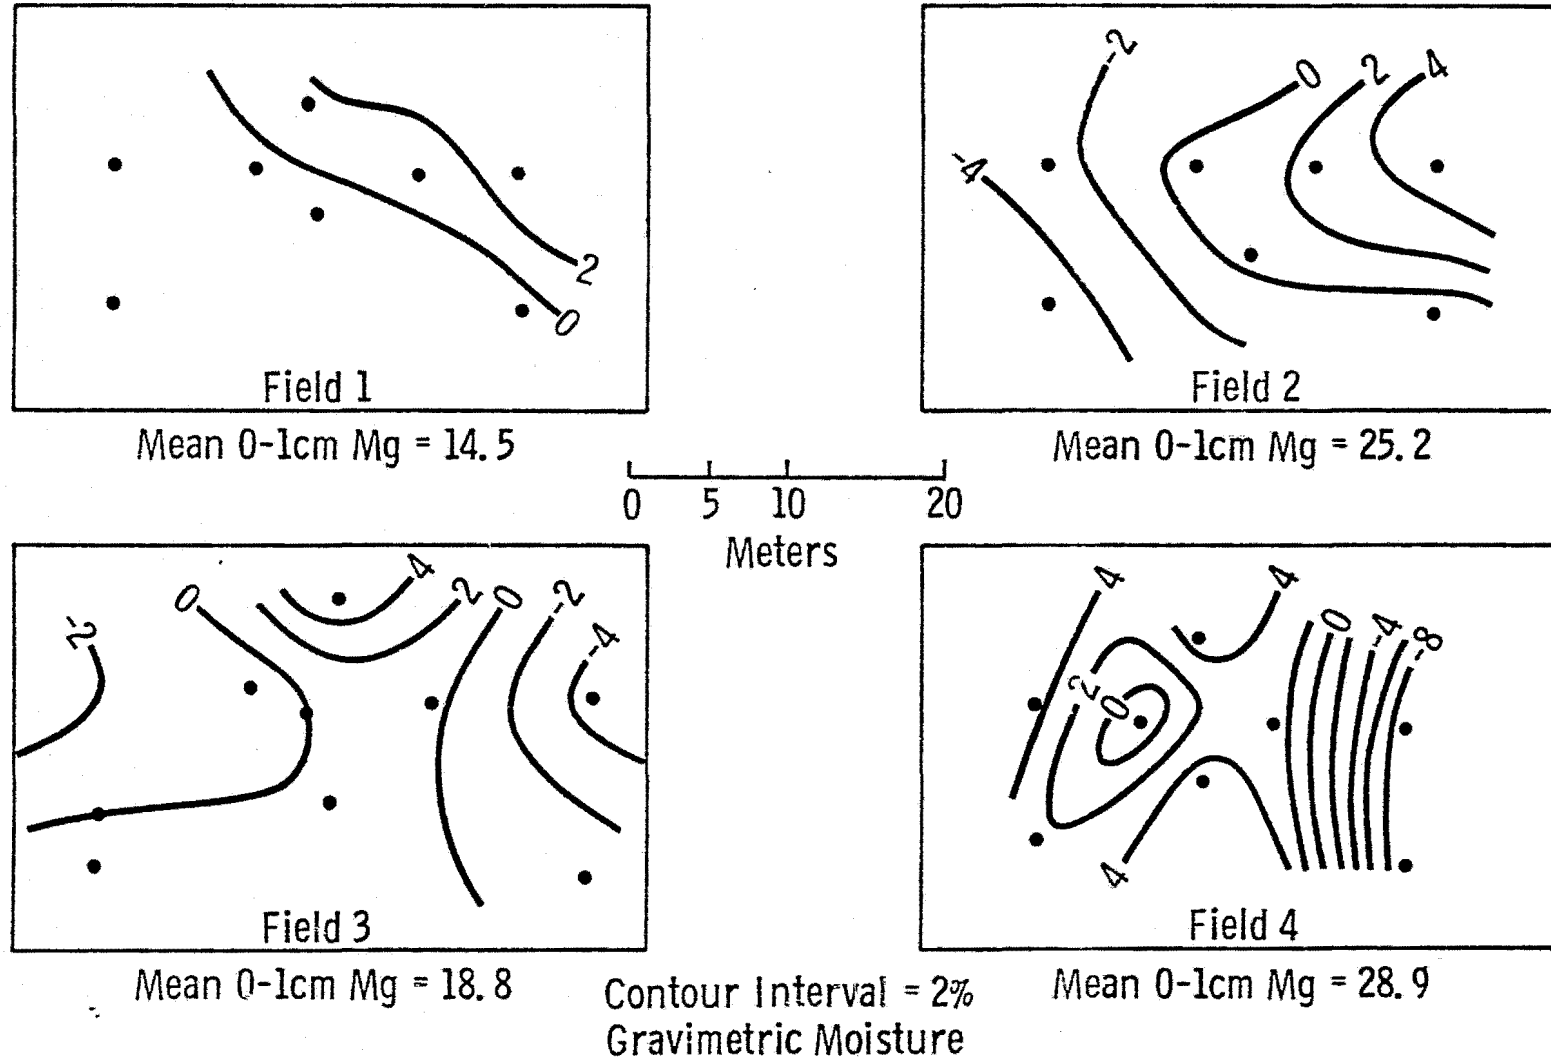 2
0
Field 1
Mean 0-1cm Mg = 14.5
-2
0
2
4
-4
Field 2
Mean 0-1cm Mg = 25.2
0 5 10 20
Meters
-2
0
4
2
0
-2
-4
Field 3
Mean 0-1cm Mg = 18.8
4
4
2
0
0
-4
-8
4
Field 4
Mean 0-1cm Mg = 28.9
Contour Interval = 2%
Gravimetric Moisture